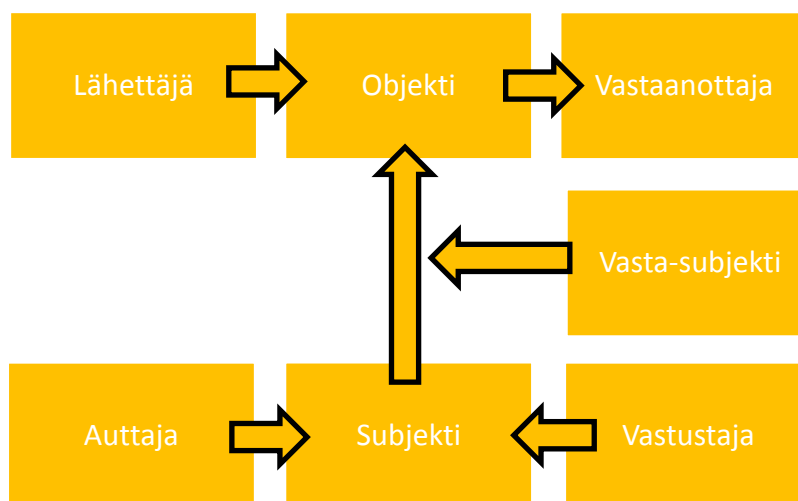 Lähettäjä
Objekti
Vastaanottaja
Vasta-subjekti
Auttaja
Subjekti
Vastustaja